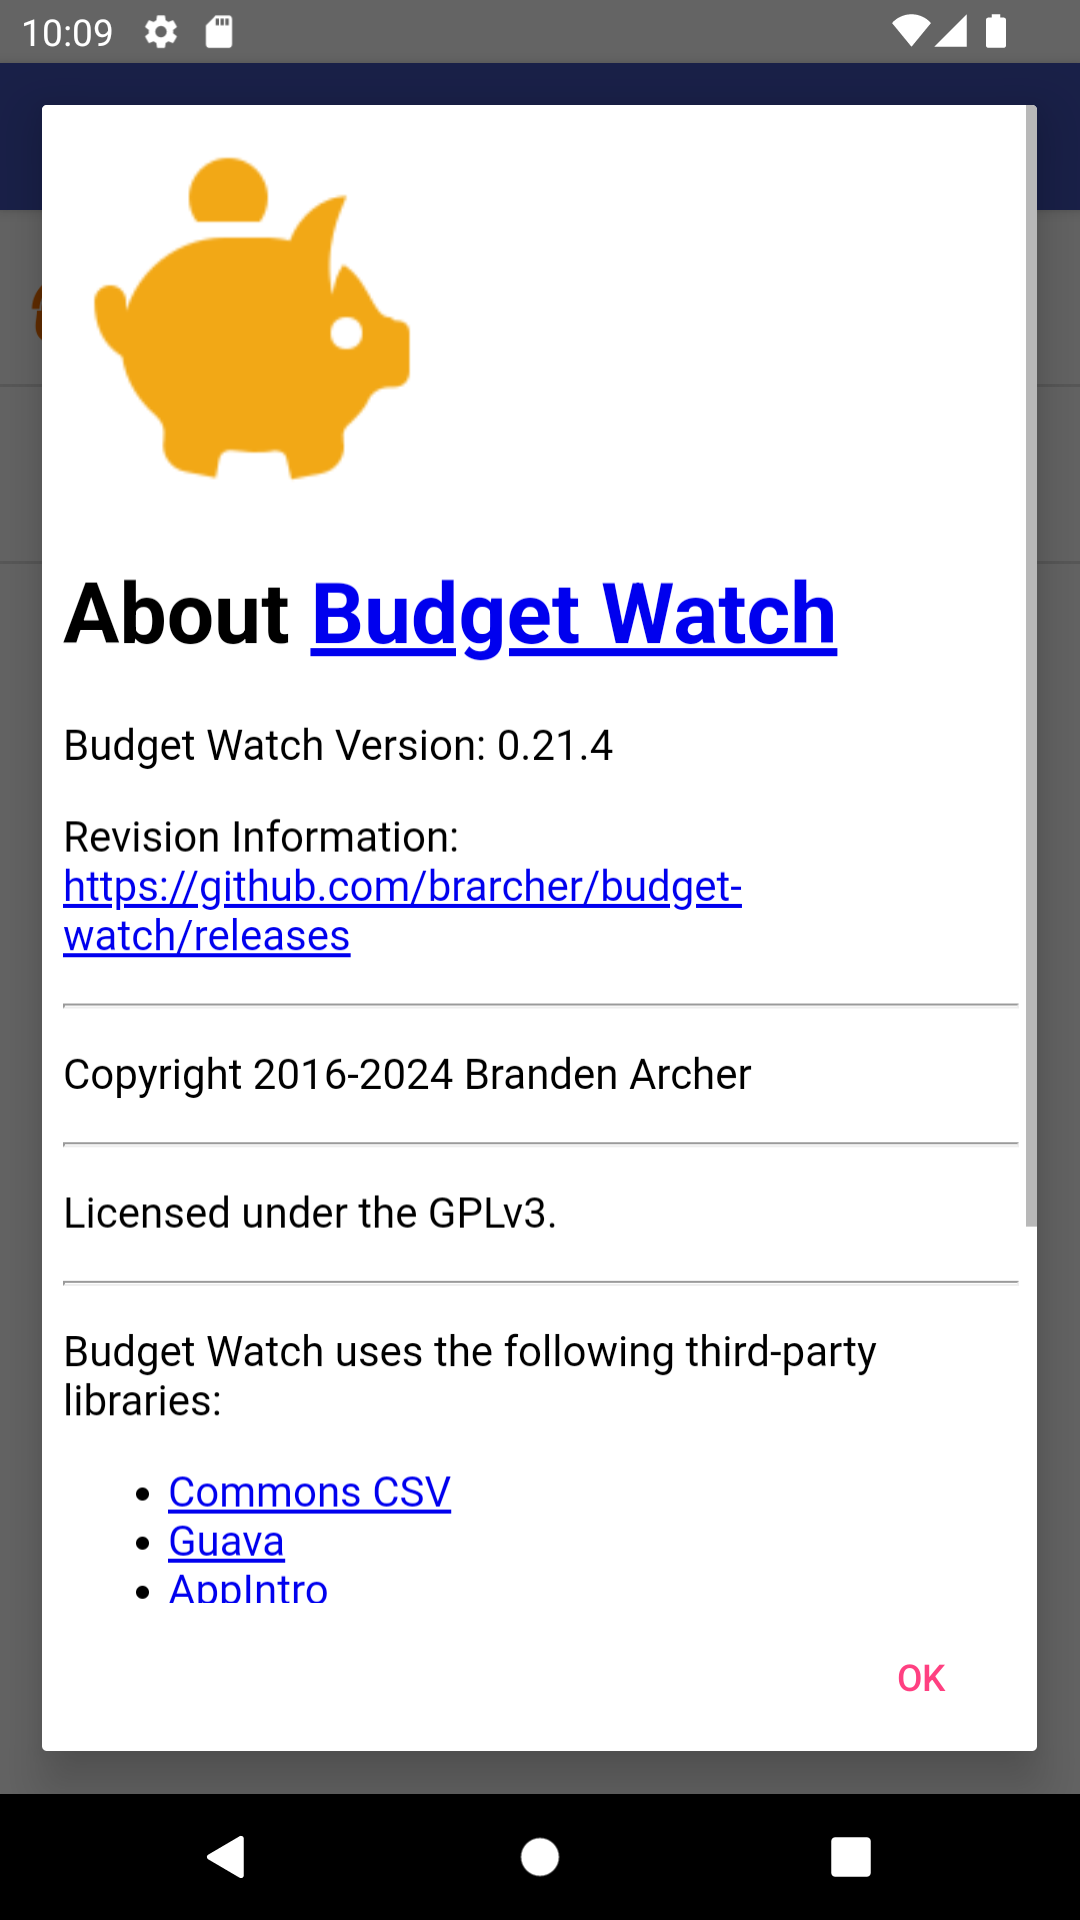 10:09
About Budget Watch
Budget Watch Version: 0.21.4
Revision Information:
https://github.com/brarcher/budget-
watch/releases
Copyright 2016-2024 Branden Archer
Licensed under the GPLv3.
Budget Watch uses the following third-party
libraries:
• Commons CSV
• Guava
• AppIntro
OK